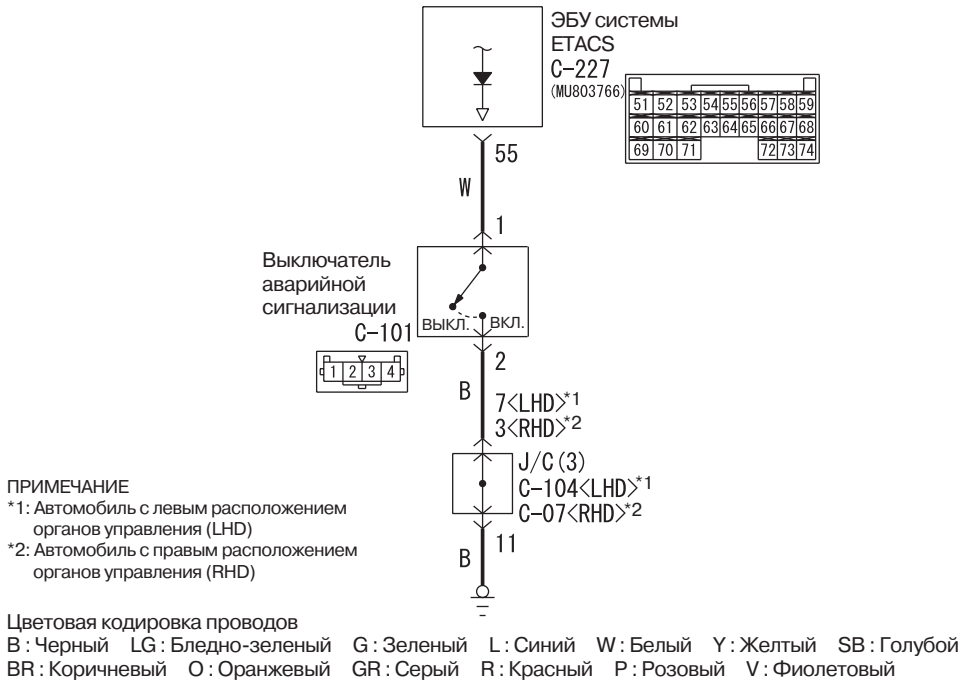 ЭБУ системы
ETACS
C-227
(MU803766)
51 52 53 54 55 56 57 58 59
60 61 62 63 64 65 66 67 68
69 70 71 72 73 74
55
W
1
Выключатель
аварийной
сигнализации
C-101
ВЫКЛ. ВКЛ.
1 2 3 4
2
B
7<LHD>*1
3<RHD>*2
J/C(3)
C-104<LHD>*1
C-07<RHD>*2
11
B
ПРИМЕЧАНИЕ
*1: Автомобиль с левым расположением
органов управления (LHD)
*2: Автомобиль с правым расположением
органов управления (RHD)
Цветовая кодировка проводов
B : Черный LG : Бледно-зеленый G : Зеленый L : Синий W : Белый Y : Желтый SB : Голубой
BR : Коричневый O : Оранжевый GR : Серый R : Красный P : Розовый V : Фиолетовый